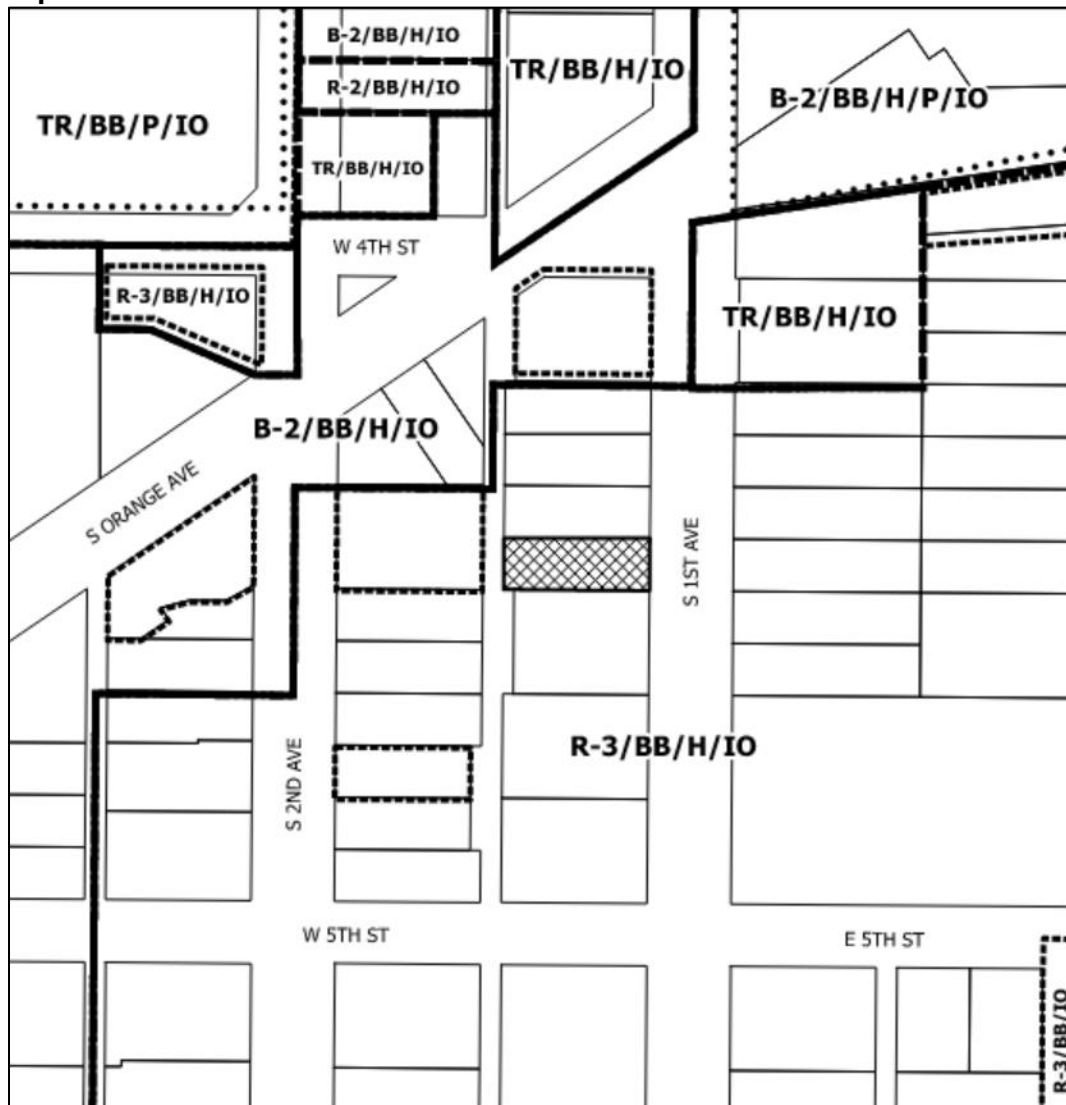 B-2/BB/H/IO
R-2/BB/H/IO
TR/BB/H/IO
B-2/BB/H/P/IO
TR/BB/P/IO
TR/BB/H/IO
W 4TH ST
R-3/BB/H/IO
TR/BB/H/IO
B-2/BB/H/IO
S ORANGE AVE
S 1ST AVE
R-3/BB/H/IO
S 2ND AVE
W 5TH ST
E 5TH ST
R-3/BB/IO